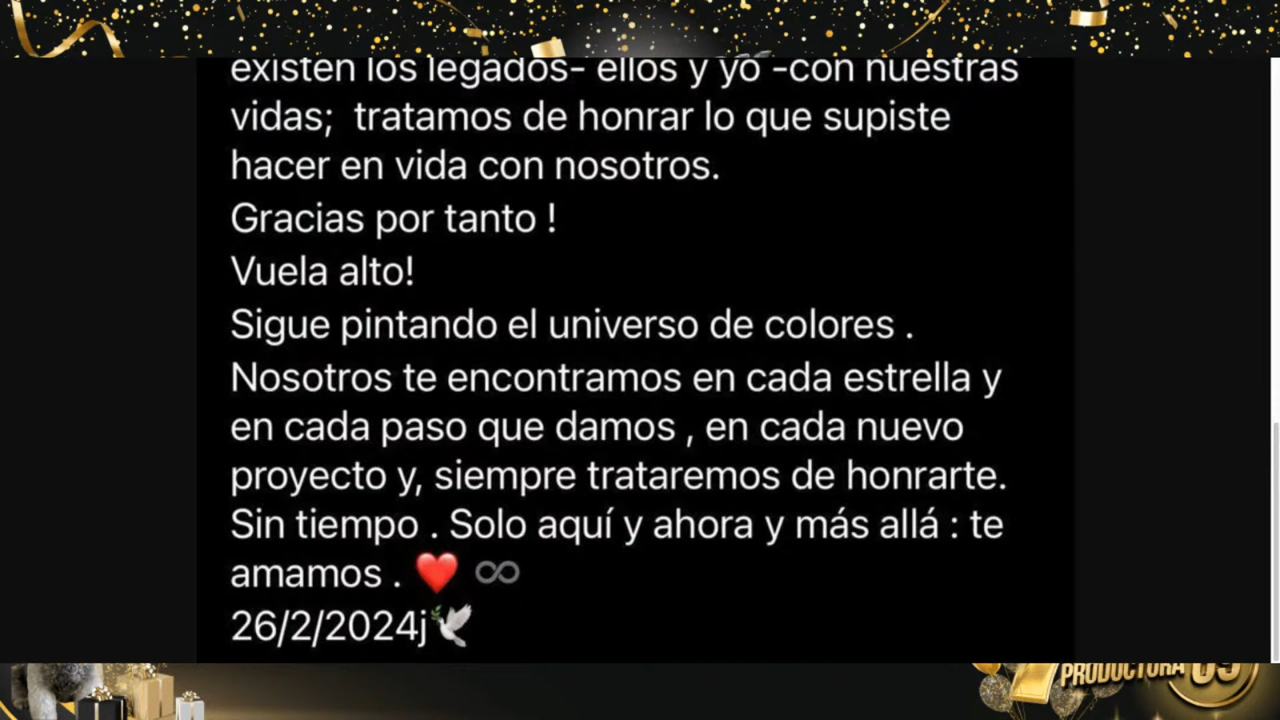 existen los legados- ellos y yo -con nuestras
vidas;  tratamos de honrar lo que supiste
hacer en vida con nosotros.
Gracias por tanto !
Vuela alto!
Sigue pintando el universo de colores .
Nosotros te encontramos en cada estrella y
en cada paso que damos , en cada nuevo
proyecto y, siempre trataremos de honrarte.
Sin tiempo . Solo aquí y ahora y más allá : te
amamos . ❤️ ♾
26/2/2024j🕊
PRODUCTORA